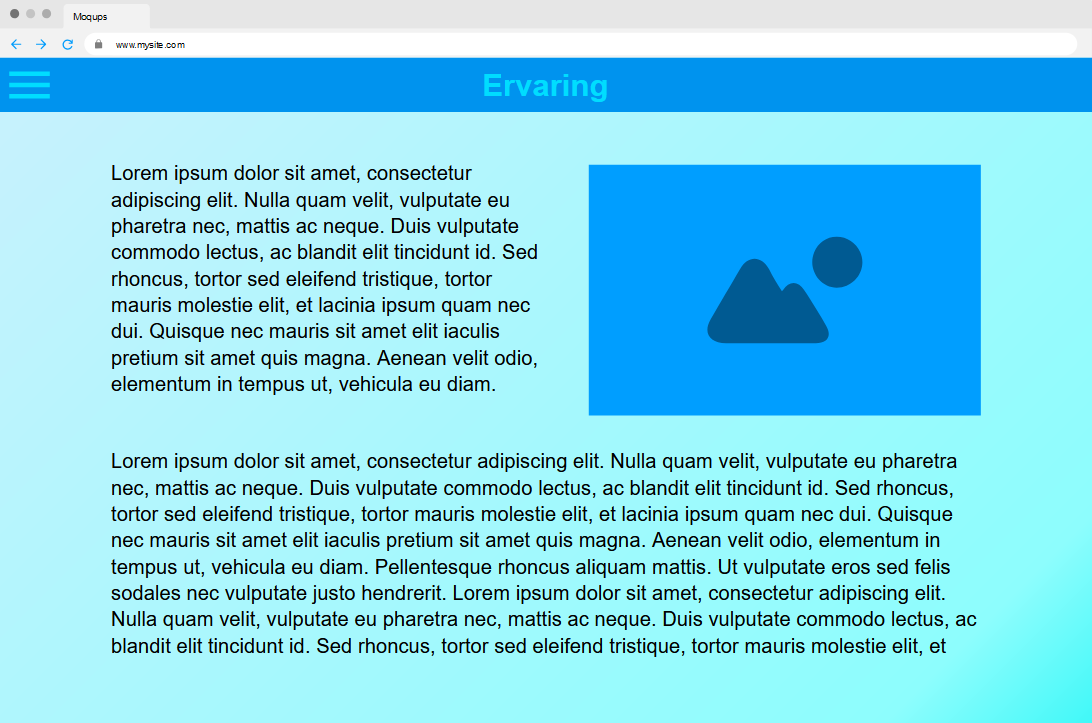 Moqups
www.mysite.com
Ervaring
Lorem ipsum dolor sit amet, consectetur
adipiscing elit. Nulla quam velit, vulputate eu
pharetra nec, mattis ac neque. Duis vulputate
commodo lectus, ac blandit elit tincidunt id. Sed
rhoncus, tortor sed eleifend tristique, tortor
mauris molestie elit, et lacinia ipsum quam nec
dui. Quisque nec mauris sit amet elit iaculis
pretium sit amet quis magna. Aenean velit odio,
elementum in tempus ut, vehicula eu diam.
Lorem ipsum dolor sit amet, consectetur adipiscing elit. Nulla quam velit, vulputate eu pharetra
nec, mattis ac neque. Duis vulputate commodo lectus, ac blandit elit tincidunt id. Sed rhoncus,
tortor sed eleifend tristique, tortor mauris molestie elit, et lacinia ipsum quam nec dui. Quisque
nec mauris sit amet elit iaculis pretium sit amet quis magna. Aenean velit odio, elementum in
tempus ut, vehicula eu diam. Pellentesque rhoncus aliquam mattis. Ut vulputate eros sed felis
sodales nec vulputate justo hendrerit. Lorem ipsum dolor sit amet, consectetur adipiscing elit.
Nulla quam velit, vulputate eu pharetra nec, mattis ac neque. Duis vulputate commodo lectus, ac
blandit elit tincidunt id. Sed rhoncus, tortor sed eleifend tristique, tortor mauris molestie elit, et